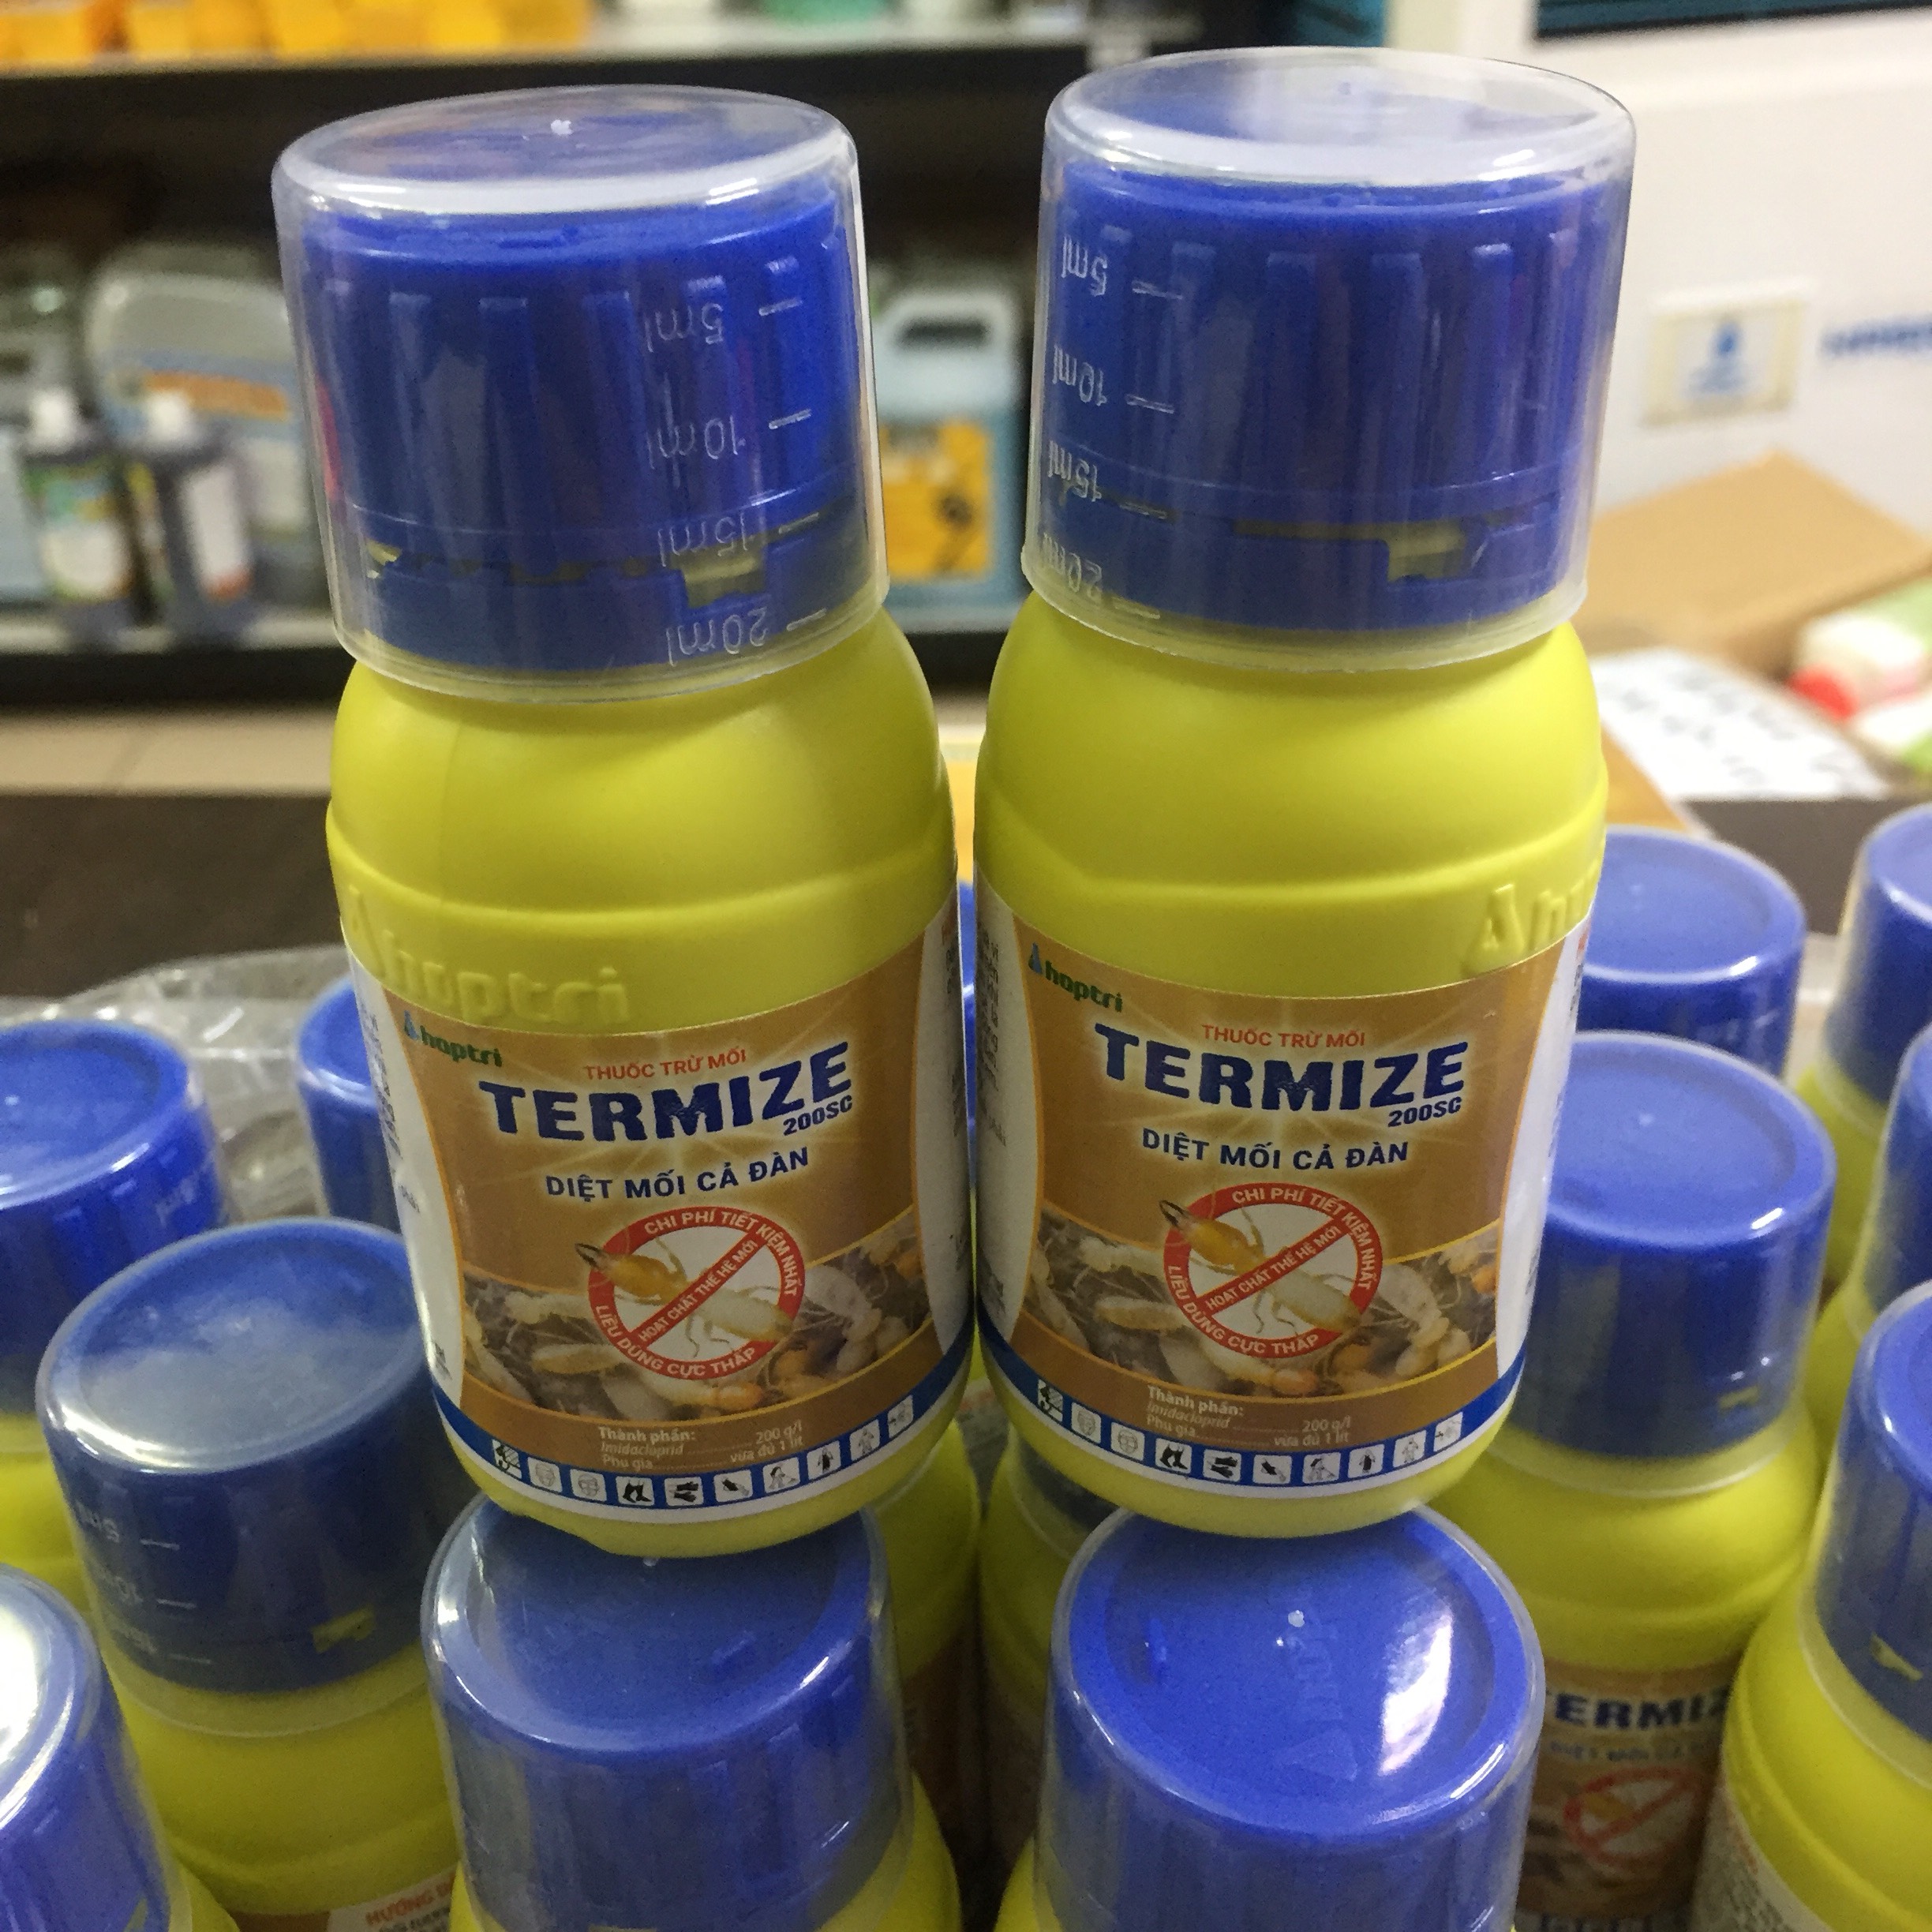 5ml
10ml
15ml
20ml
hoptri
hoptri
THUỐC TRỪ MỐI
TERMIZE
200SC
DIỆT MỐI CẢ ĐÀN
CHI PHÍ TIẾT KIỆM NHẤT
HOẠT CHẤT THẾ HỆ MỚI
LIỀU DÙNG CỰC THẤP
Thành phần:
Imidacloprid .................... 200 g/l
Phụ gia.................... vừa đủ 1 lít
5ml
10ml
15ml
20ml
hoptri
THUỐC TRỪ MỐI
TERMIZE
200SC
DIỆT MỐI CẢ ĐÀN
CHI PHÍ TIẾT KIỆM NHẤT
HOẠT CHẤT THẾ HỆ MỚI
LIỀU DÙNG CỰC THẤP
Thành phần:
Imidacloprid .................... 200 g/l
Phụ gia.................... vừa đủ 1 lít
5ml
HƯỚNG